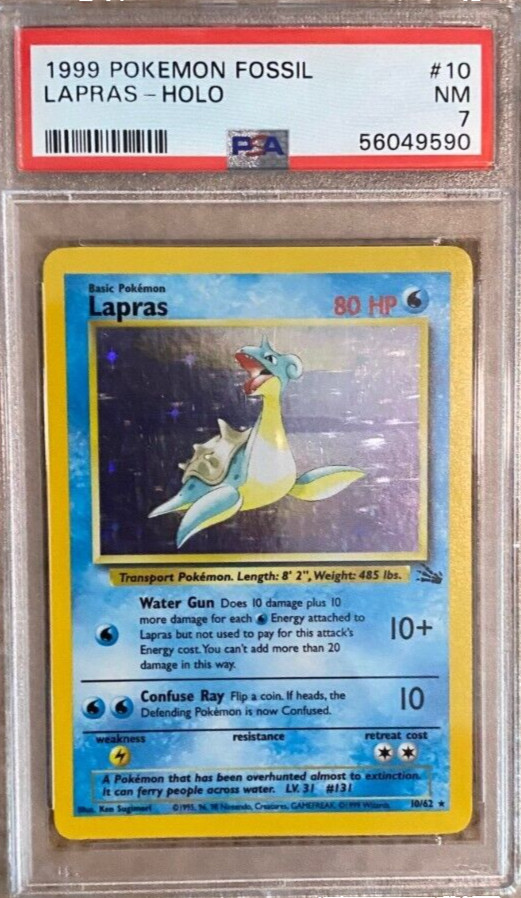 1999 POKEMON FOSSIL #10
LAPRAS - HOLO NM
7
PSA 56049590
Basic Pokémon
Lapras 80 HP
Transport Pokémon. Length: 8' 2", Weight: 485 lbs.
Water Gun Does 10 damage plus 10
more damage for each Energy attached to
Lapras but not used to pay for this attack's
Energy cost. You can't add more than 20
damage in this way.
10+
Confuse Ray Flip a coin. If heads, the
Defending Pokémon is now Confused.
10
weakness resistance retreat cost
A Pokémon that has been overhunted almost to extinction.
It can ferry people across water. LV. 31 #131
Illus. Ken Sugimori ©1995, 96, 98 Nintendo, Creatures, GAMEFREAK. ©1999 Wizards. 10/62 ★